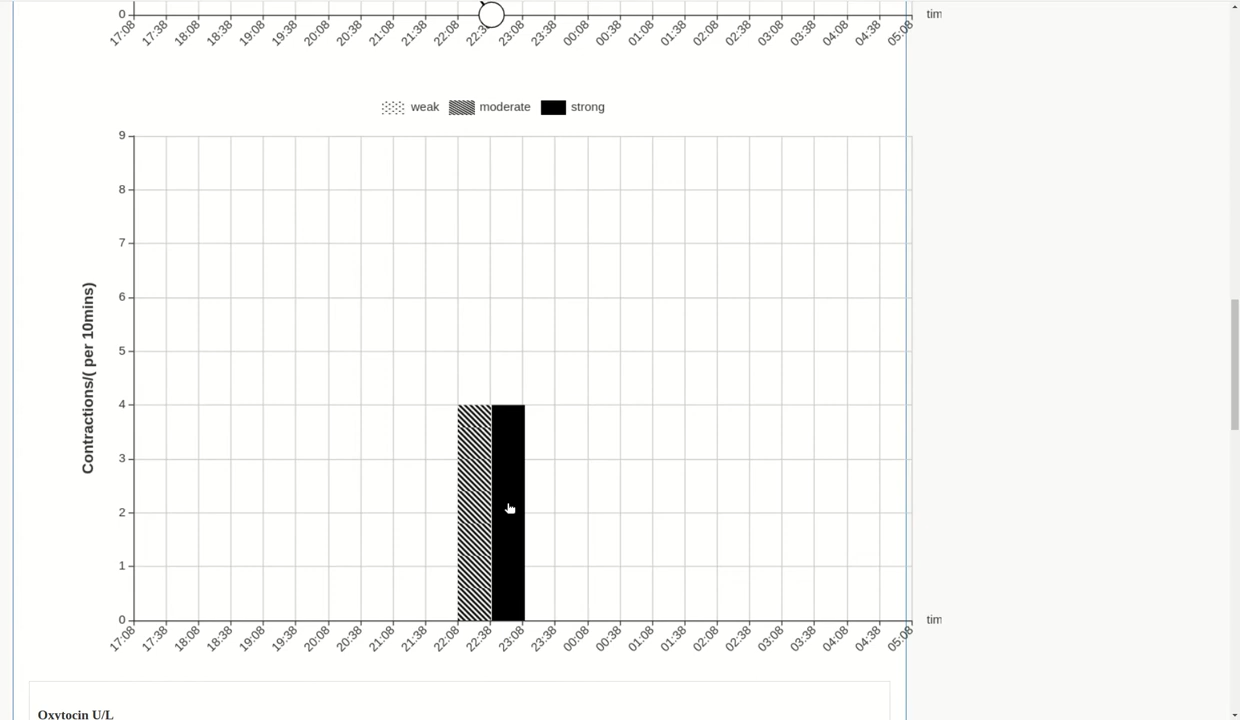 0
tim
17:08 17:38 18:08 18:38 19:08 19:38 20:08 20:38 21:08 21:38 22:08 22:38 23:08 23:38 00:08 00:38 01:08 01:38 02:08 02:38 03:08 03:38 04:08 04:38 05:08
weak moderate strong
9
8
7
6
5
4
3
2
1
0
Contractions/( per 10mins)
tim
17:08 17:38 18:08 18:38 19:08 19:38 20:08 20:38 21:08 21:38 22:08 22:38 23:08 23:38 00:08 00:38 01:08 01:38 02:08 02:38 03:08 03:38 04:08 04:38 05:08
Oxytocin U/L